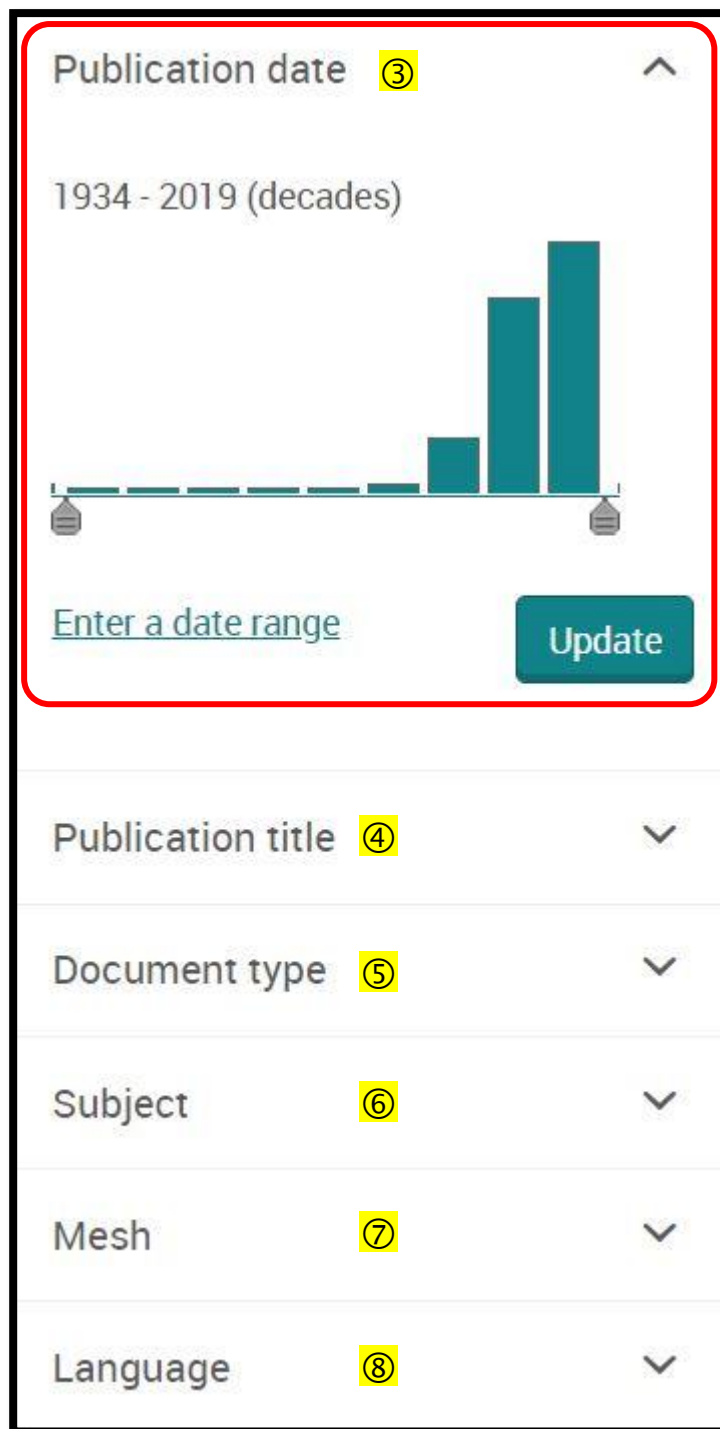 Publication date ③
1934 - 2019 (decades)
Enter a date range
Update
Publication title ④
Document type ⑤
Subject ⑥
Mesh ⑦
Language ⑧